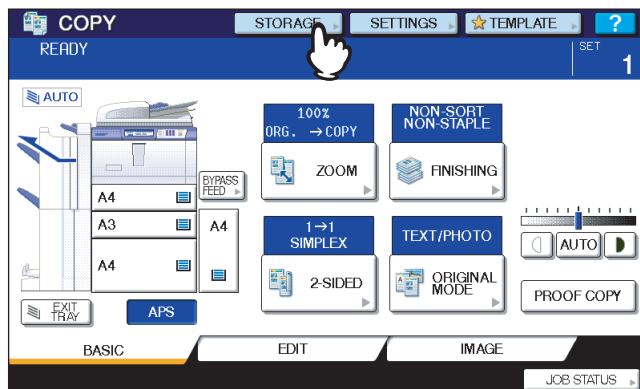 COPY
STORAGE
SETTINGS
TEMPLATE
?
READY
SET
1
AUTO
100%
ORG. →COPY
ZOOM
NON-SORT
NON-STAPLE
FINISHING
BYPASS
FEED
A4
A3
A4
A4
1→1
SIMPLEX
2-SIDED
TEXT/PHOTO
ORIGINAL
MODE
AUTO
PROOF COPY
EXIT
TRAY
APS
BASIC
EDIT
IMAGE
JOB STATUS